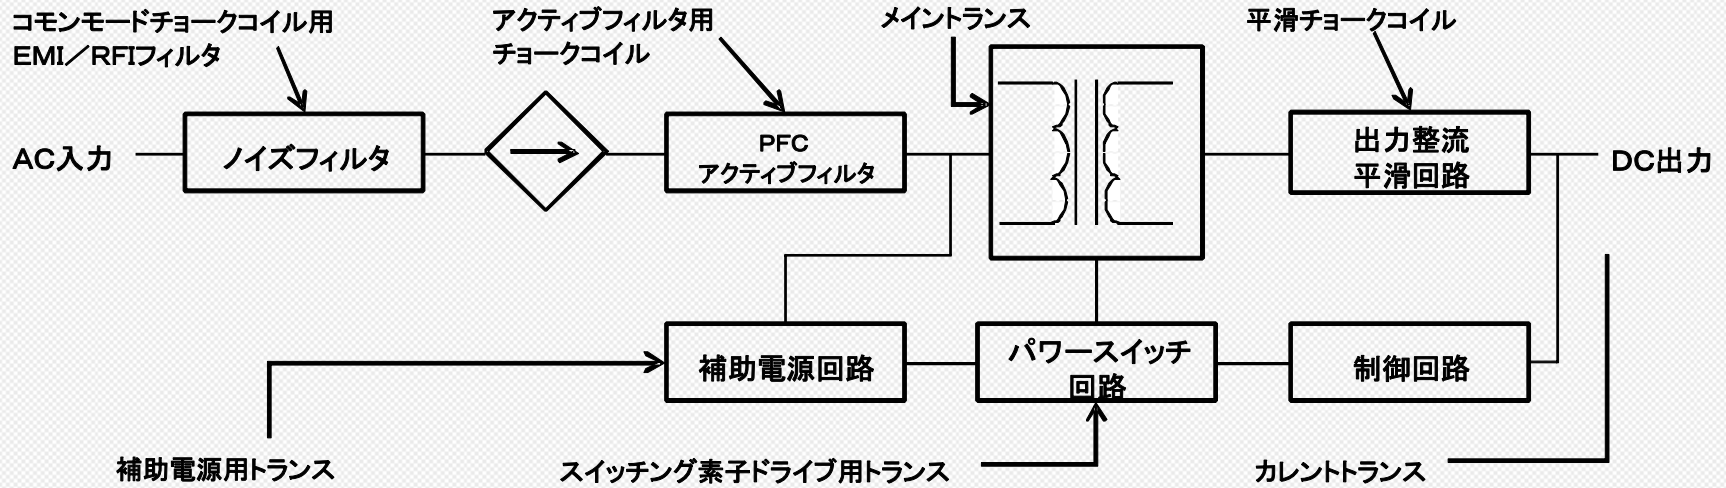 コモンモードチョークコイル用
EMI／RFIフィルタ
アクティブフィルタ用
チョークコイル
メイントランス
平滑チョークコイル
AC入力
ノイズフィルタ
PFC
アクティブフィルタ
出力整流
平滑回路
DC出力
補助電源回路
パワースイッチ
回路
制御回路
補助電源用トランス
スイッチング素子ドライブ用トランス
カレントトランス